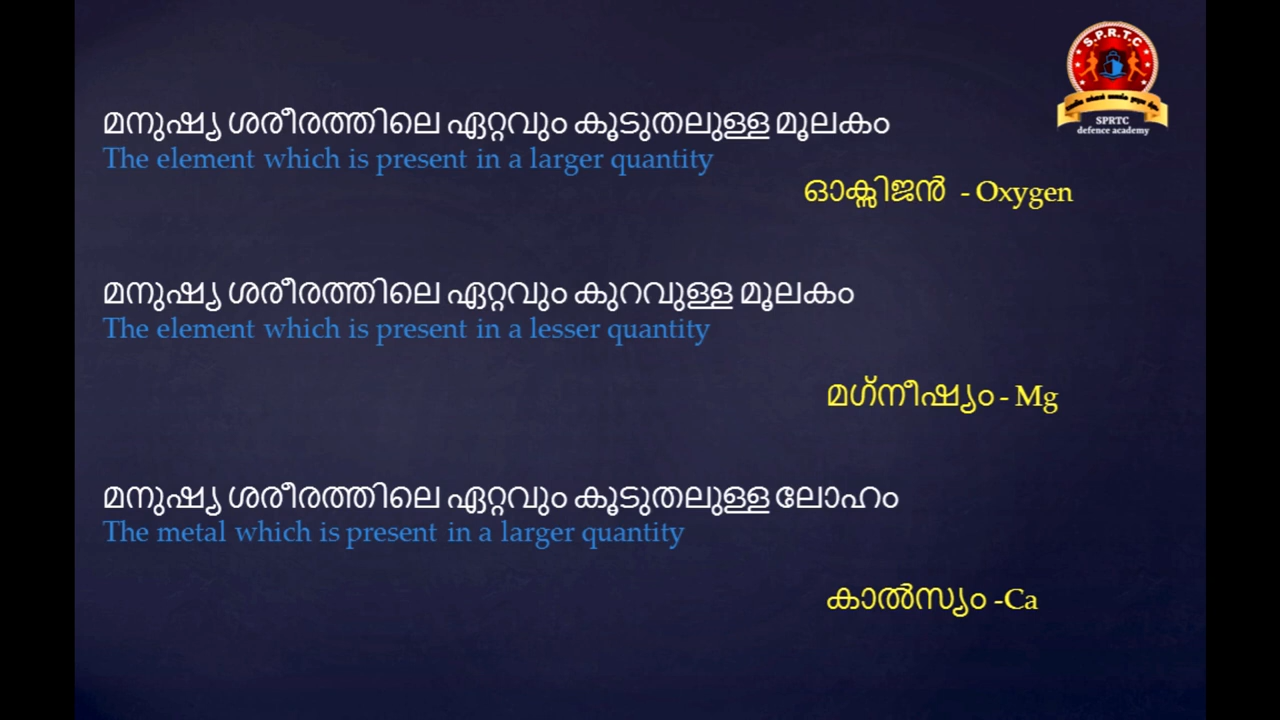 S.P.R.T.C
SPRTC
defence academy
മനുഷ്യ ശരീരത്തിലെ ഏറ്റവും കൂടുതലുള്ള മൂലകം
The element which is present in a larger quantity
ഓക്സിജൻ - Oxygen
മനുഷ്യ ശരീരത്തിലെ ഏറ്റവും കുറവുള്ള മൂലകം
The element which is present in a lesser quantity
മഗ്‌നീഷ്യം - Mg
മനുഷ്യ ശരീരത്തിലെ ഏറ്റവും കൂടുതലുള്ള ലോഹം
The metal which is present in a larger quantity
കാൽസ്യം -Ca